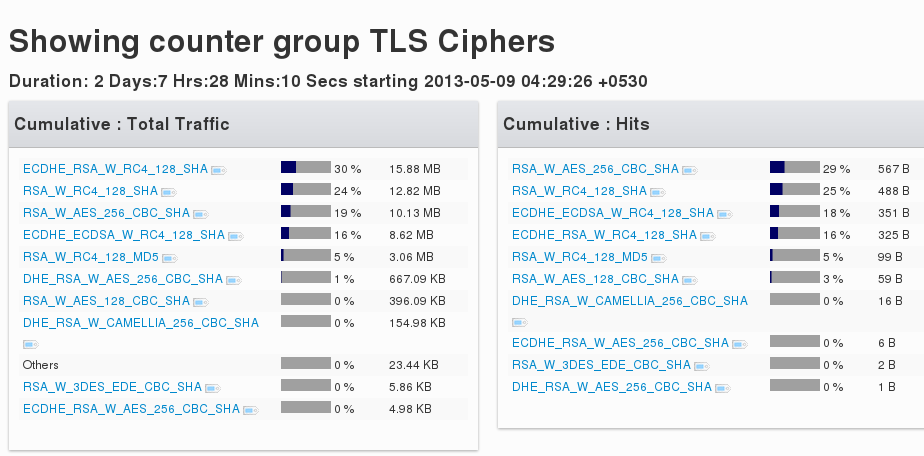 Showing counter group TLS Ciphers
Duration: 2 Days:7 Hrs:28 Mins:10 Secs starting 2013-05-09 04:29:26 +0530
Cumulative : Total Traffic
ECDHE_RSA_W_RC4_128_SHA 30 % 15.88 MB
RSA_W_RC4_128_SHA 24 % 12.82 MB
RSA_W_AES_256_CBC_SHA 19 % 10.13 MB
ECDHE_ECDSA_W_RC4_128_SHA 16 % 8.62 MB
RSA_W_RC4_128_MD5 5 % 3.06 MB
DHE_RSA_W_AES_256_CBC_SHA 1 % 667.09 KB
RSA_W_AES_128_CBC_SHA 0 % 396.09 KB
DHE_RSA_W_CAMELLIA_256_CBC_SHA 0 % 154.98 KB
Others 0 % 23.44 KB
RSA_W_3DES_EDE_CBC_SHA 0 % 5.86 KB
ECDHE_RSA_W_AES_256_CBC_SHA 0 % 4.98 KB
Cumulative : Hits
RSA_W_AES_256_CBC_SHA 29 % 567 B
RSA_W_RC4_128_SHA 25 % 488 B
ECDHE_ECDSA_W_RC4_128_SHA 18 % 351 B
ECDHE_RSA_W_RC4_128_SHA 16 % 325 B
RSA_W_RC4_128_MD5 5 % 99 B
RSA_W_AES_128_CBC_SHA 3 % 59 B
DHE_RSA_W_CAMELLIA_256_CBC_SHA 0 % 16 B
ECDHE_RSA_W_AES_256_CBC_SHA 0 % 6 B
RSA_W_3DES_EDE_CBC_SHA 0 % 2 B
DHE_RSA_W_AES_256_CBC_SHA 0 % 1 B